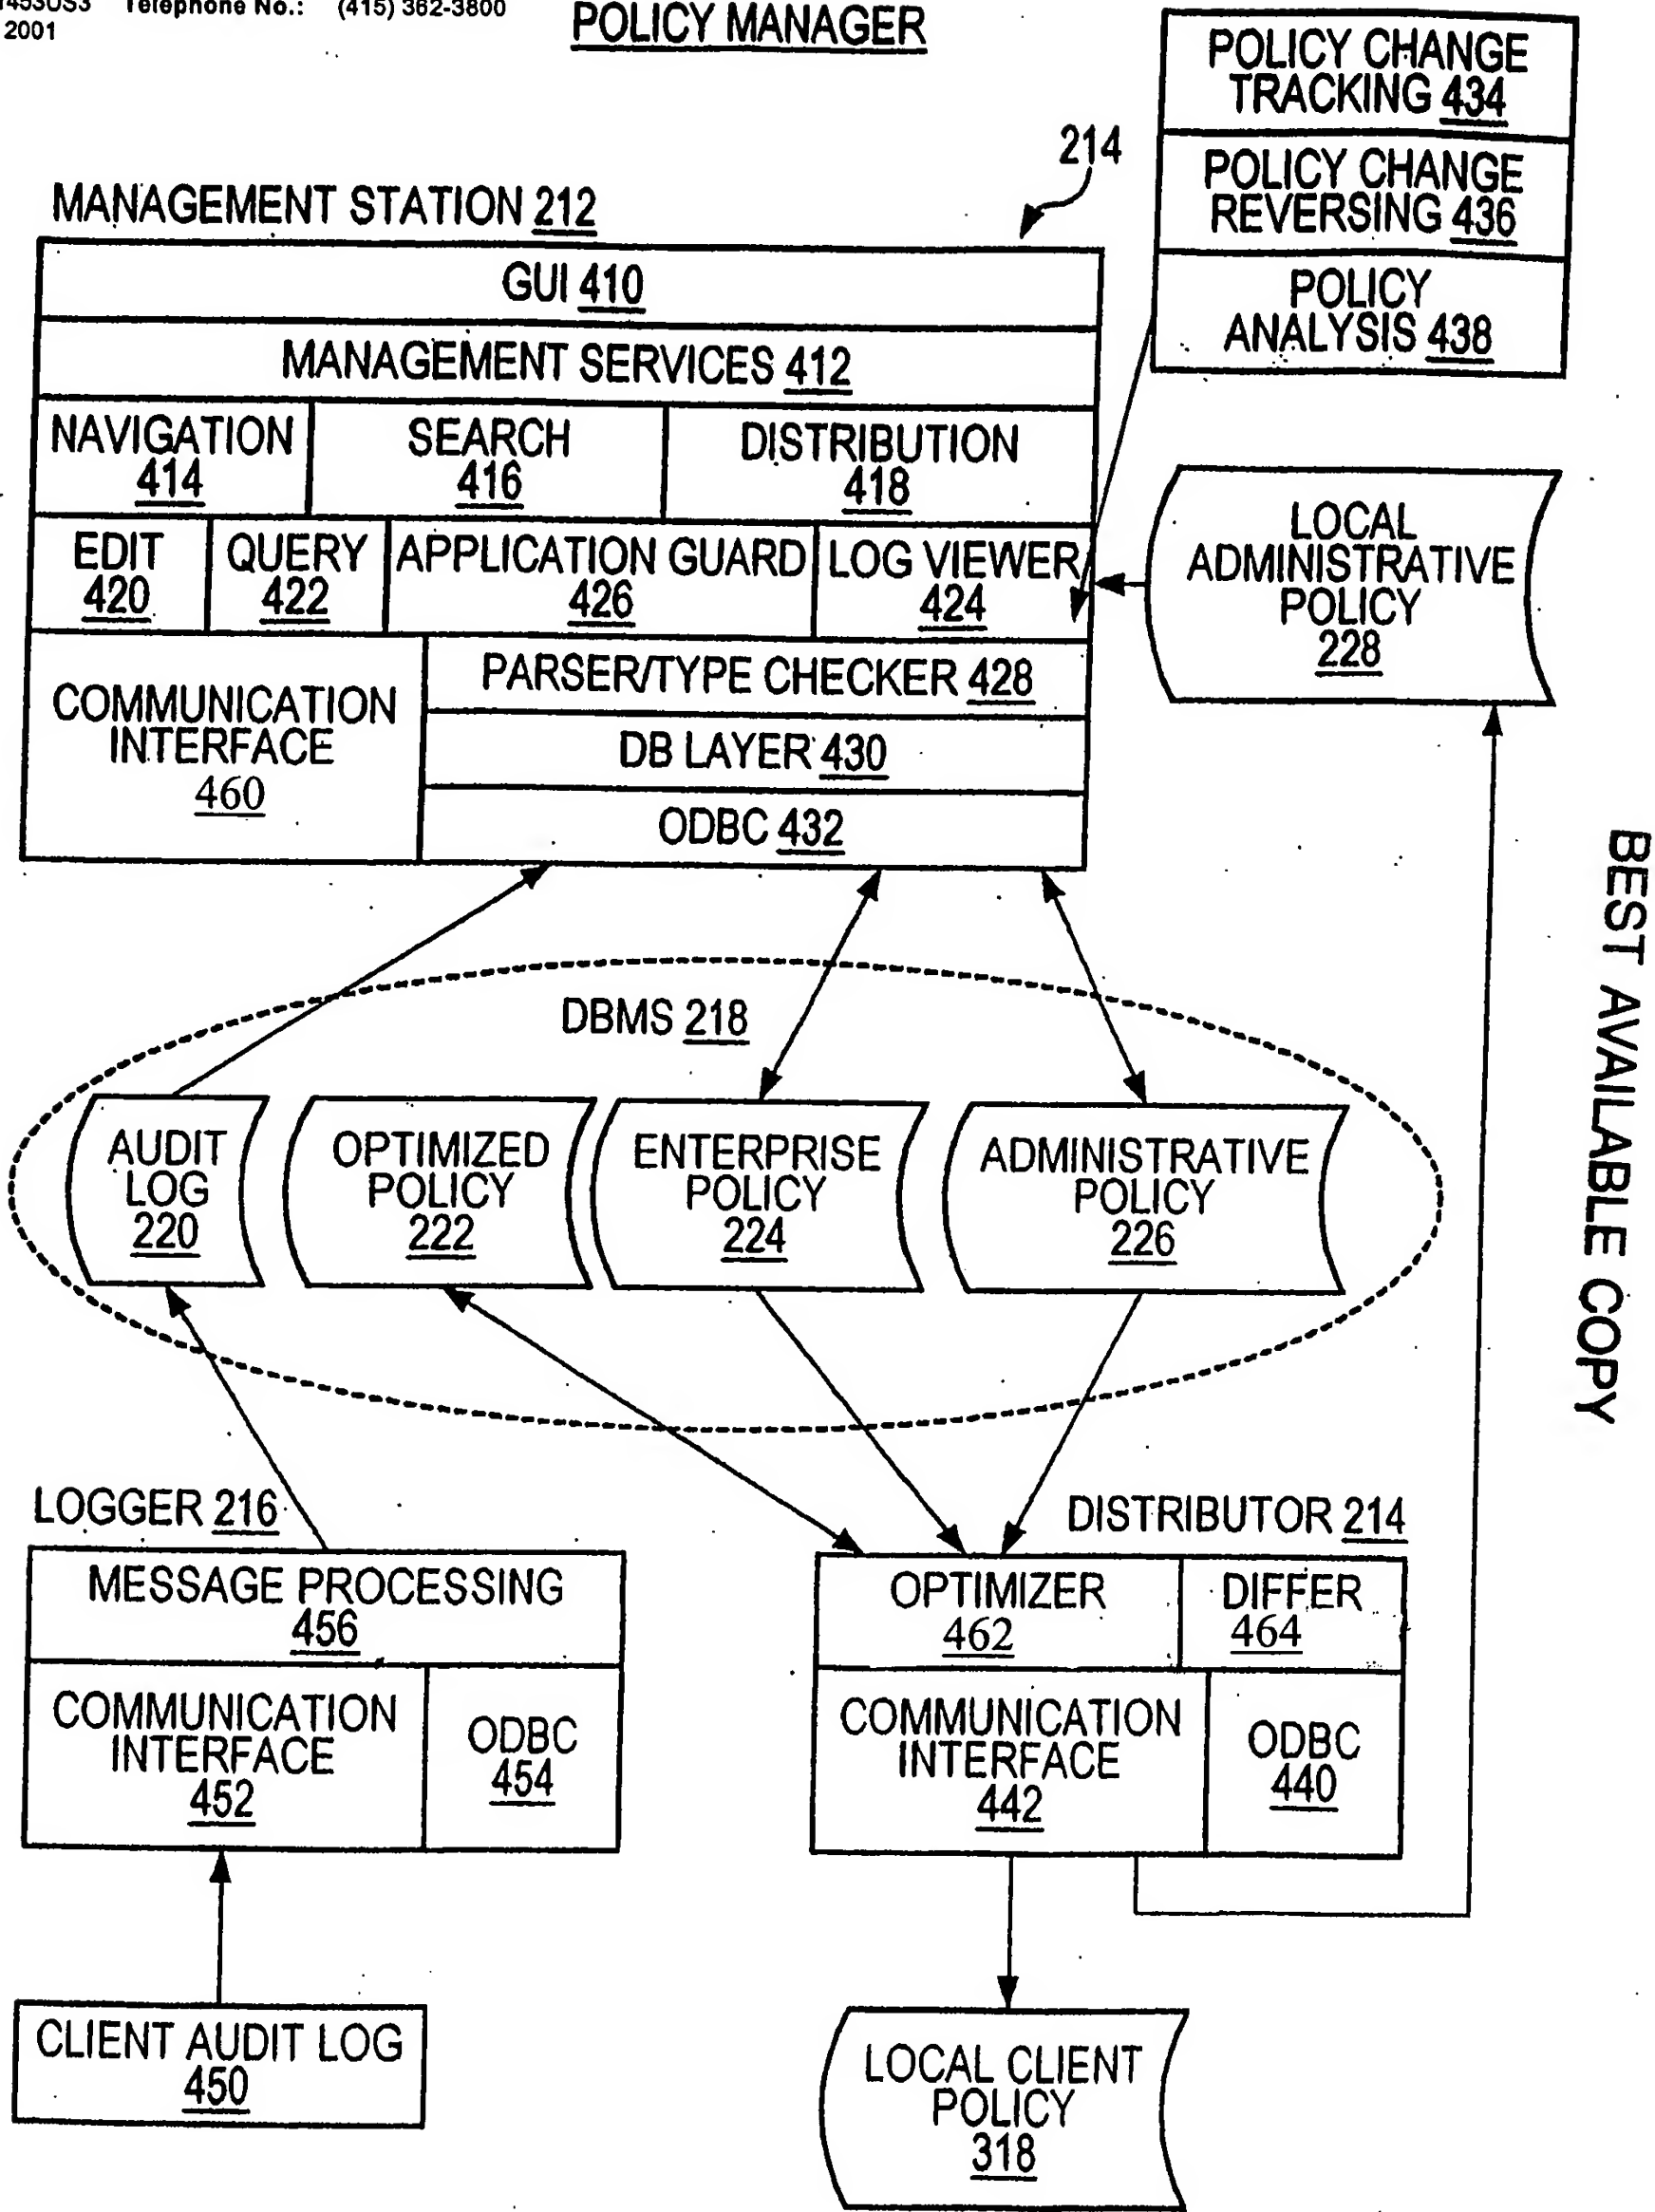 1453US3 Telephone No.: (415) 362-3800
2001
POLICY MANAGER
POLICY CHANGE
TRACKING 434
POLICY CHANGE
REVERSING 436
POLICY
ANALYSIS 438
214
MANAGEMENT STATION 212
GUI 410
MANAGEMENT SERVICES 412
NAVIGATION
414
SEARCH
416
DISTRIBUTION
418
EDIT
420
QUERY
422
APPLICATION GUARD
426
LOG VIEWER
424
LOCAL
ADMINISTRATIVE
POLICY
228
COMMUNICATION
INTERFACE
460
PARSER/TYPE CHECKER 428
DB LAYER 430
ODBC 432
BEST AVAILABLE COPY
DBMS 218
AUDIT
LOG
220
OPTIMIZED
POLICY
222
ENTERPRISE
POLICY
224
ADMINISTRATIVE
POLICY
226
LOGGER 216
MESSAGE PROCESSING
456
COMMUNICATION
INTERFACE
452
ODBC
454
DISTRIBUTOR 214
OPTIMIZER
462
DIFFER
464
COMMUNICATION
INTERFACE
442
ODBC
440
CLIENT AUDIT LOG
450
LOCAL CLIENT
POLICY
318